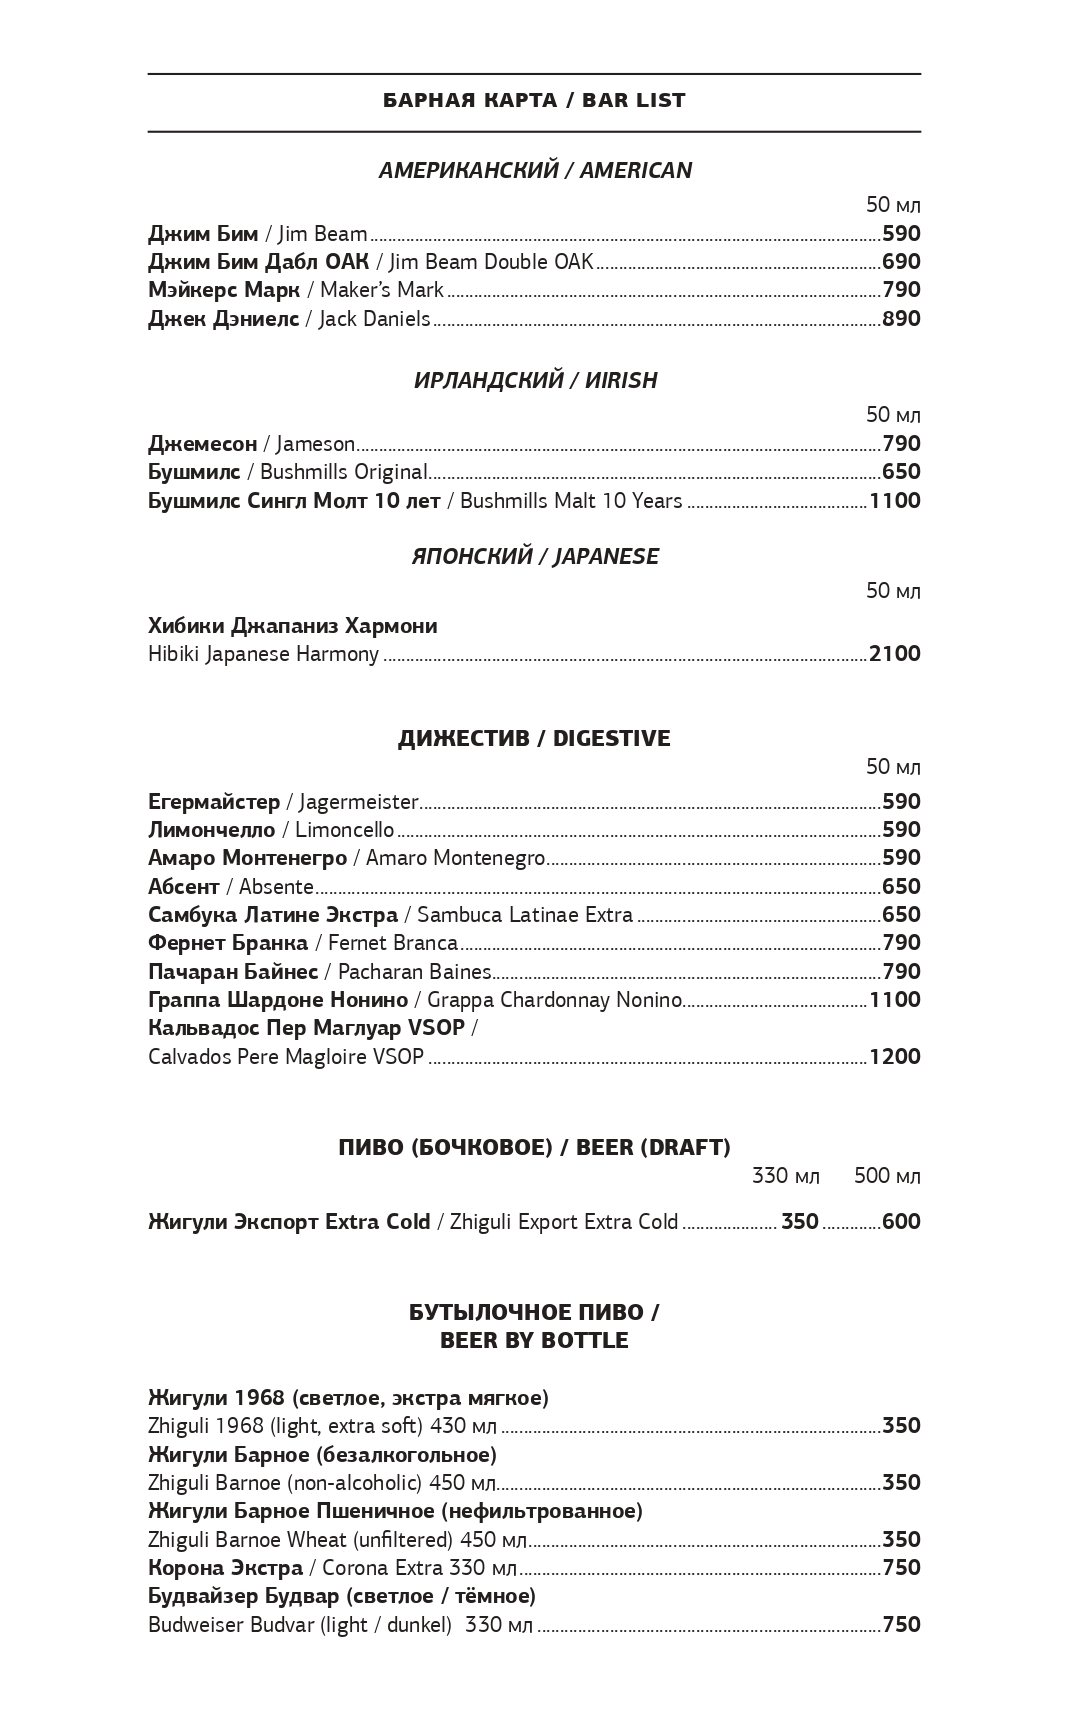 БАРНАЯ КАРТА / BAR LIST
АМЕРИКАНСКИЙ / AMERICAN
50 мл
Джим Бим / Jim Beam 590
Джим Бим Дабл ОАК / Jim Beam Double OAK 690
Мэйкерс Марк / Maker’s Mark 790
Джек Дэниелс / Jack Daniels 890
ИРЛАНДСКИЙ / ИIRISH
50 мл
Джемесон / Jameson 790
Бушмилс / Bushmills Original 650
Бушмилс Сингл Молт 10 лет / Bushmills Malt 10 Years 1100
ЯПОНСКИЙ / JAPANESE
50 мл
Хибики Джапаниз Хармони
Hibiki Japanese Harmony 2100
ДИЖЕСТИВ / DIGESTIVE
50 мл
Егермайстер / Jagermeister 590
Лимончелло / Limoncello 590
Амаро Монтенегро / Amaro Montenegro 590
Абсент / Absente 650
Самбука Латине Экстра / Sambuca Latinae Extra 650
Фернет Бранка / Fernet Branca 790
Пачаран Байнес / Pacharan Baines 790
Граппа Шардоне Нонино / Grappa Chardonnay Nonino 1100
Кальвадос Пер Маглуар VSOP /
Calvados Pere Magloire VSOP 1200
ПИВО (БОЧКОВОЕ) / BEER (DRAFT)
330 мл 500 мл
Жигули Экспорт Extra Cold / Zhiguli Export Extra Cold 350 600
БУТЫЛОЧНОЕ ПИВО /
BEER BY BOTTLE
Жигули 1968 (светлое, экстра мягкое)
Zhiguli 1968 (light, extra soft) 430 мл 350
Жигули Барное (безалкогольное)
Zhiguli Barnoe (non-alcoholic) 450 мл 350
Жигули Барное Пшеничное (нефильтрованное)
Zhiguli Barnoe Wheat (unfiltered) 450 мл 350
Корона Экстра / Corona Extra 330 мл 750
Будвайзер Будвар (светлое / тёмное)
Budweiser Budvar (light / dunkel) 330 мл 750